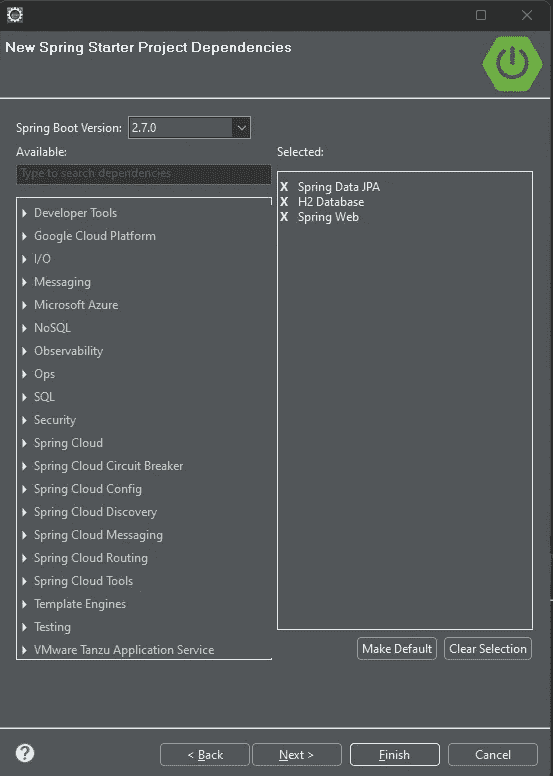 New Spring Starter Project Dependencies
Spring Boot Version: 2.7.0
Available:
Type to search dependencies
Developer Tools
Google Cloud Platform
I/O
Messaging
Microsoft Azure
NoSQL
Observability
Ops
SQL
Security
Spring Cloud
Spring Cloud Circuit Breaker
Spring Cloud Config
Spring Cloud Discovery
Spring Cloud Messaging
Spring Cloud Routing
Spring Cloud Tools
Template Engines
Testing
VMware Tanzu Application Service
Selected:
X Spring Data JPA
X H2 Database
X Spring Web
Make Default Clear Selection
? < Back Next > Finish Cancel